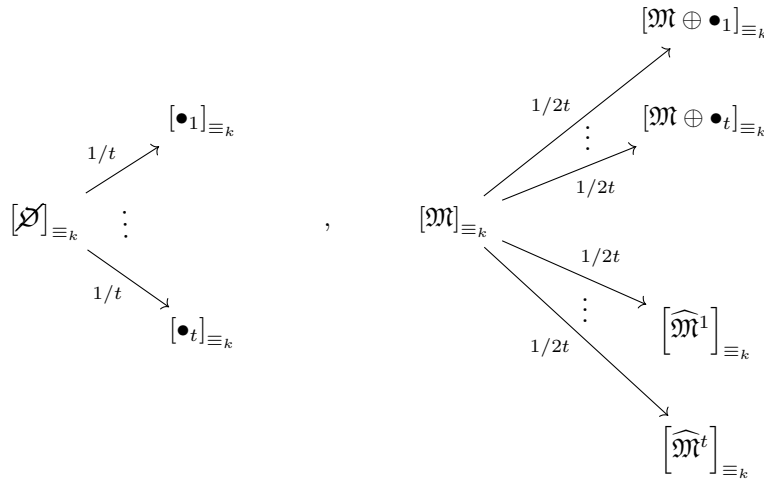 [𝔐 ⊕ •₁]≡ₖ
1/2t
[•₁]≡ₖ
⋮
[𝔐 ⊕ •ₜ]≡ₖ
1/t
1/2t
[∅]≡ₖ
⋮
,
[𝔐]≡ₖ
1/t
1/2t
⋮
[•ₜ]≡ₖ
1/2t
[𝔐̂¹]≡ₖ
[𝔐̂ᵗ]≡ₖ